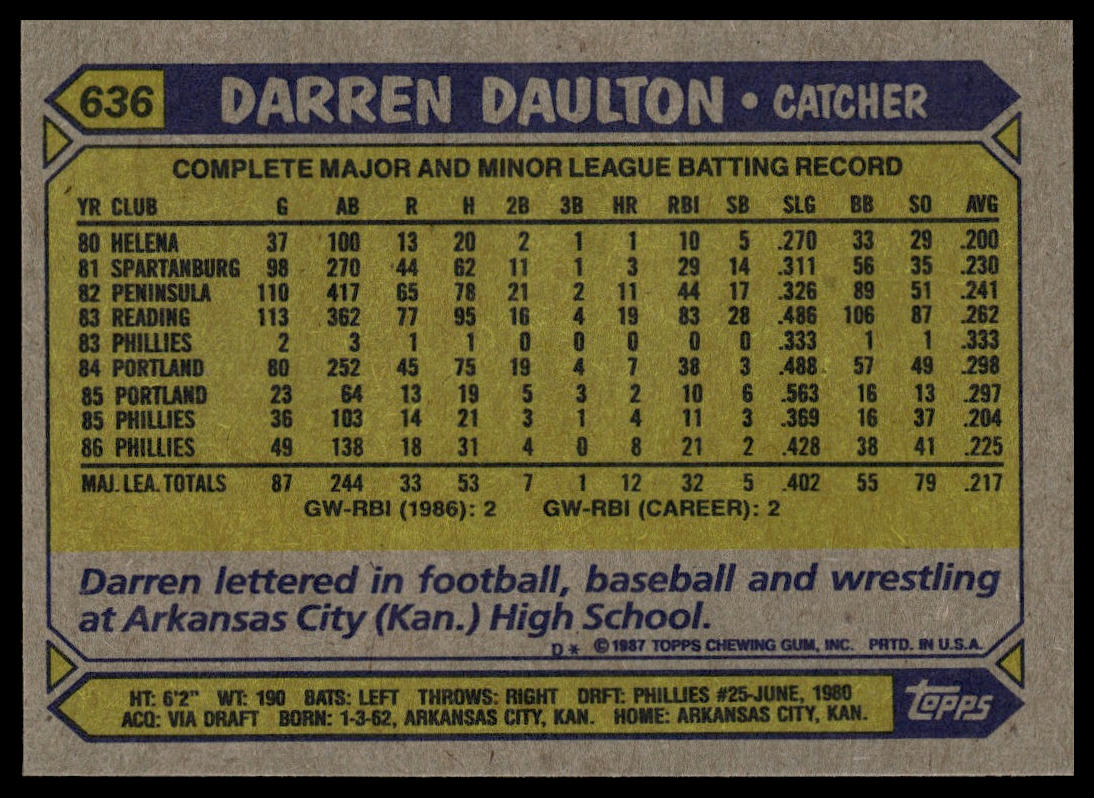 636 DARREN DAULTON • CATCHER
COMPLETE MAJOR AND MINOR LEAGUE BATTING RECORD
YR CLUB G AB R H 2B 3B HR RBI SB SLG BB SO AVG
80 HELENA 37 100 13 20 2 1 1 10 5 .270 33 29 .200
81 SPARTANBURG 98 270 44 62 11 1 3 29 14 .311 56 35 .230
82 PENINSULA 110 417 65 78 21 2 11 44 17 .326 89 51 .241
83 READING 113 362 77 95 16 4 19 83 28 .486 106 87 .262
83 PHILLIES 2 3 1 1 0 0 0 0 0 .333 1 1 .333
84 PORTLAND 80 252 45 75 19 4 7 38 3 .488 57 49 .298
85 PORTLAND 23 64 13 19 5 3 2 10 6 .563 16 13 .297
85 PHILLIES 36 103 14 21 3 1 4 11 3 .369 16 37 .204
86 PHILLIES 49 138 18 31 4 0 8 21 2 .428 38 41 .225
MAJ. LEA. TOTALS 87 244 33 53 7 1 12 32 5 .402 55 79 .217
GW-RBI (1986): 2 GW-RBI (CAREER): 2
Darren lettered in football, baseball and wrestling
at Arkansas City (Kan.) High School.
D* ©1987 TOPPS CHEWING GUM, INC. PRTD. IN U.S.A.
HT: 6'2" WT: 190 BATS: LEFT THROWS: RIGHT DRFT: PHILLIES #25-JUNE, 1980
ACQ: VIA DRAFT BORN: 1-3-62, ARKANSAS CITY, KAN. HOME: ARKANSAS CITY, KAN.
topps